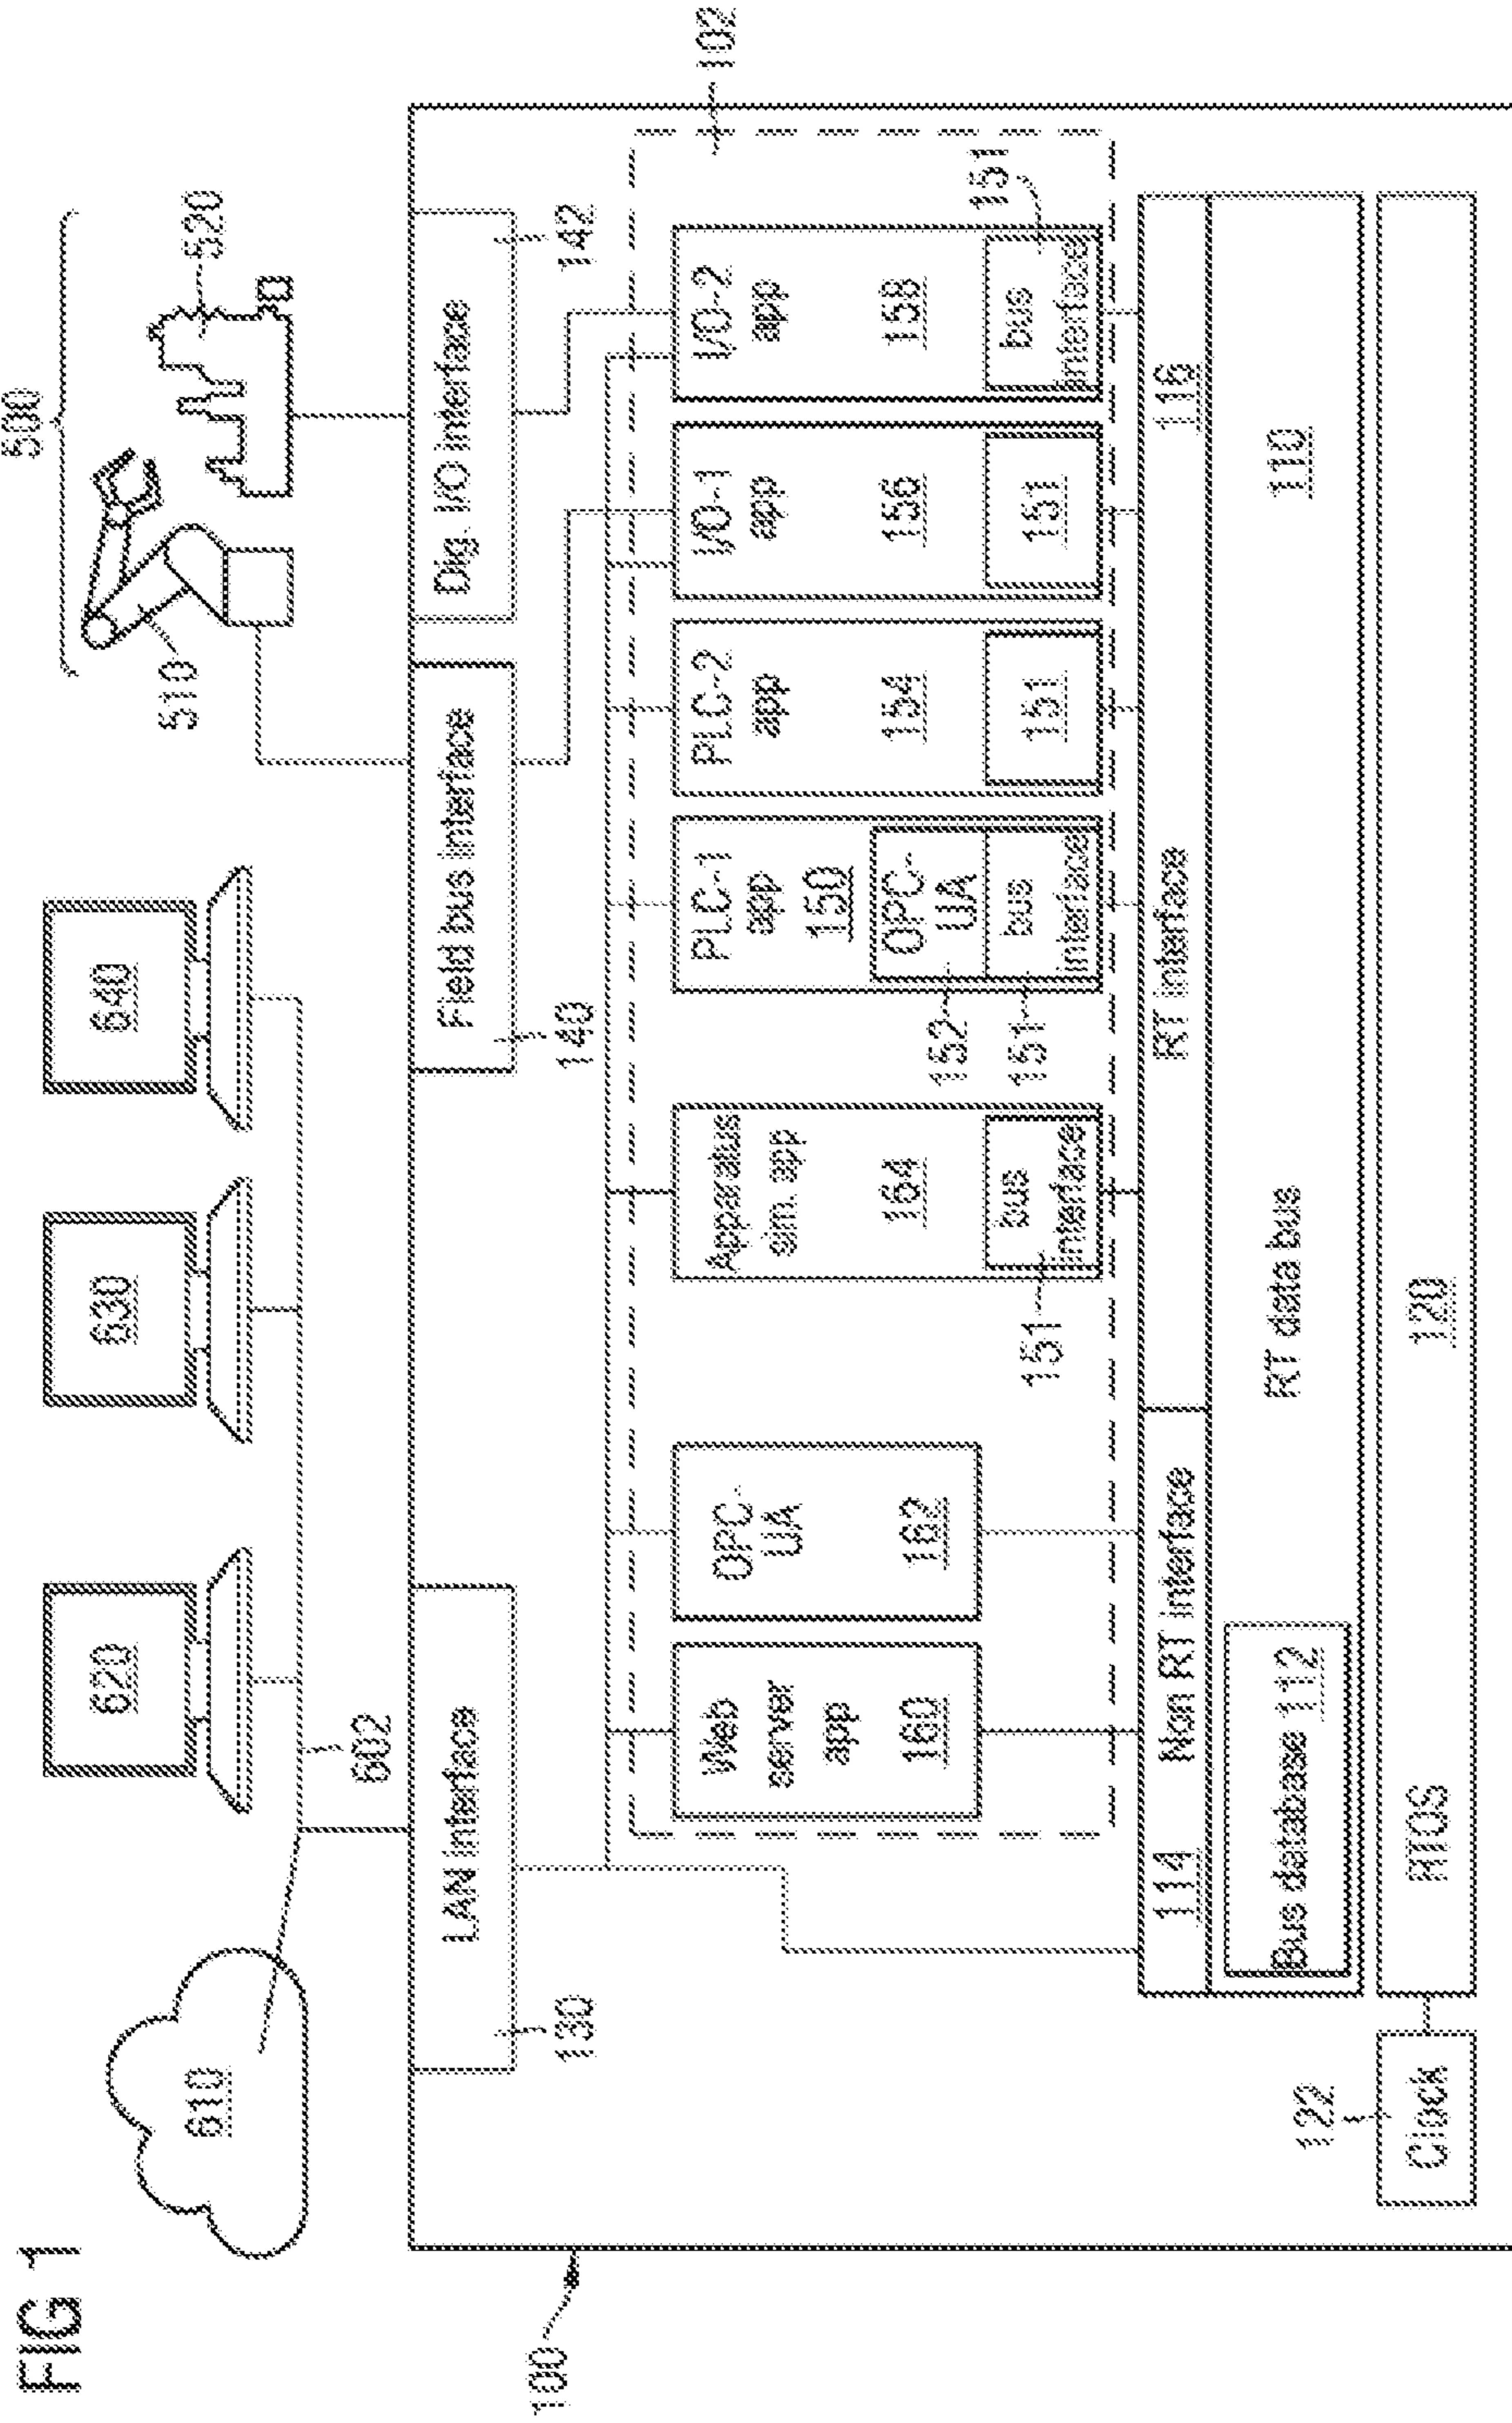 FIG 1
500
610
620
630
640
510
520
602
100
LAN interface
130
Field bus interface
140
Dig. I/O interface
142
102
Web
server
app
160
OPC-
UA
162
Apparatus
sim. app
164
bus
interface
151
PLC-1
app
150
OPC-
UA
152
bus
interface
151
PLC-2
app
154
151
I/O-1
app
156
151
I/O-2
app
158
bus
interface
151
114
Non RT interface
RT interface
116
Bus database 112
RT data bus
110
122
Clock
RTOS
120